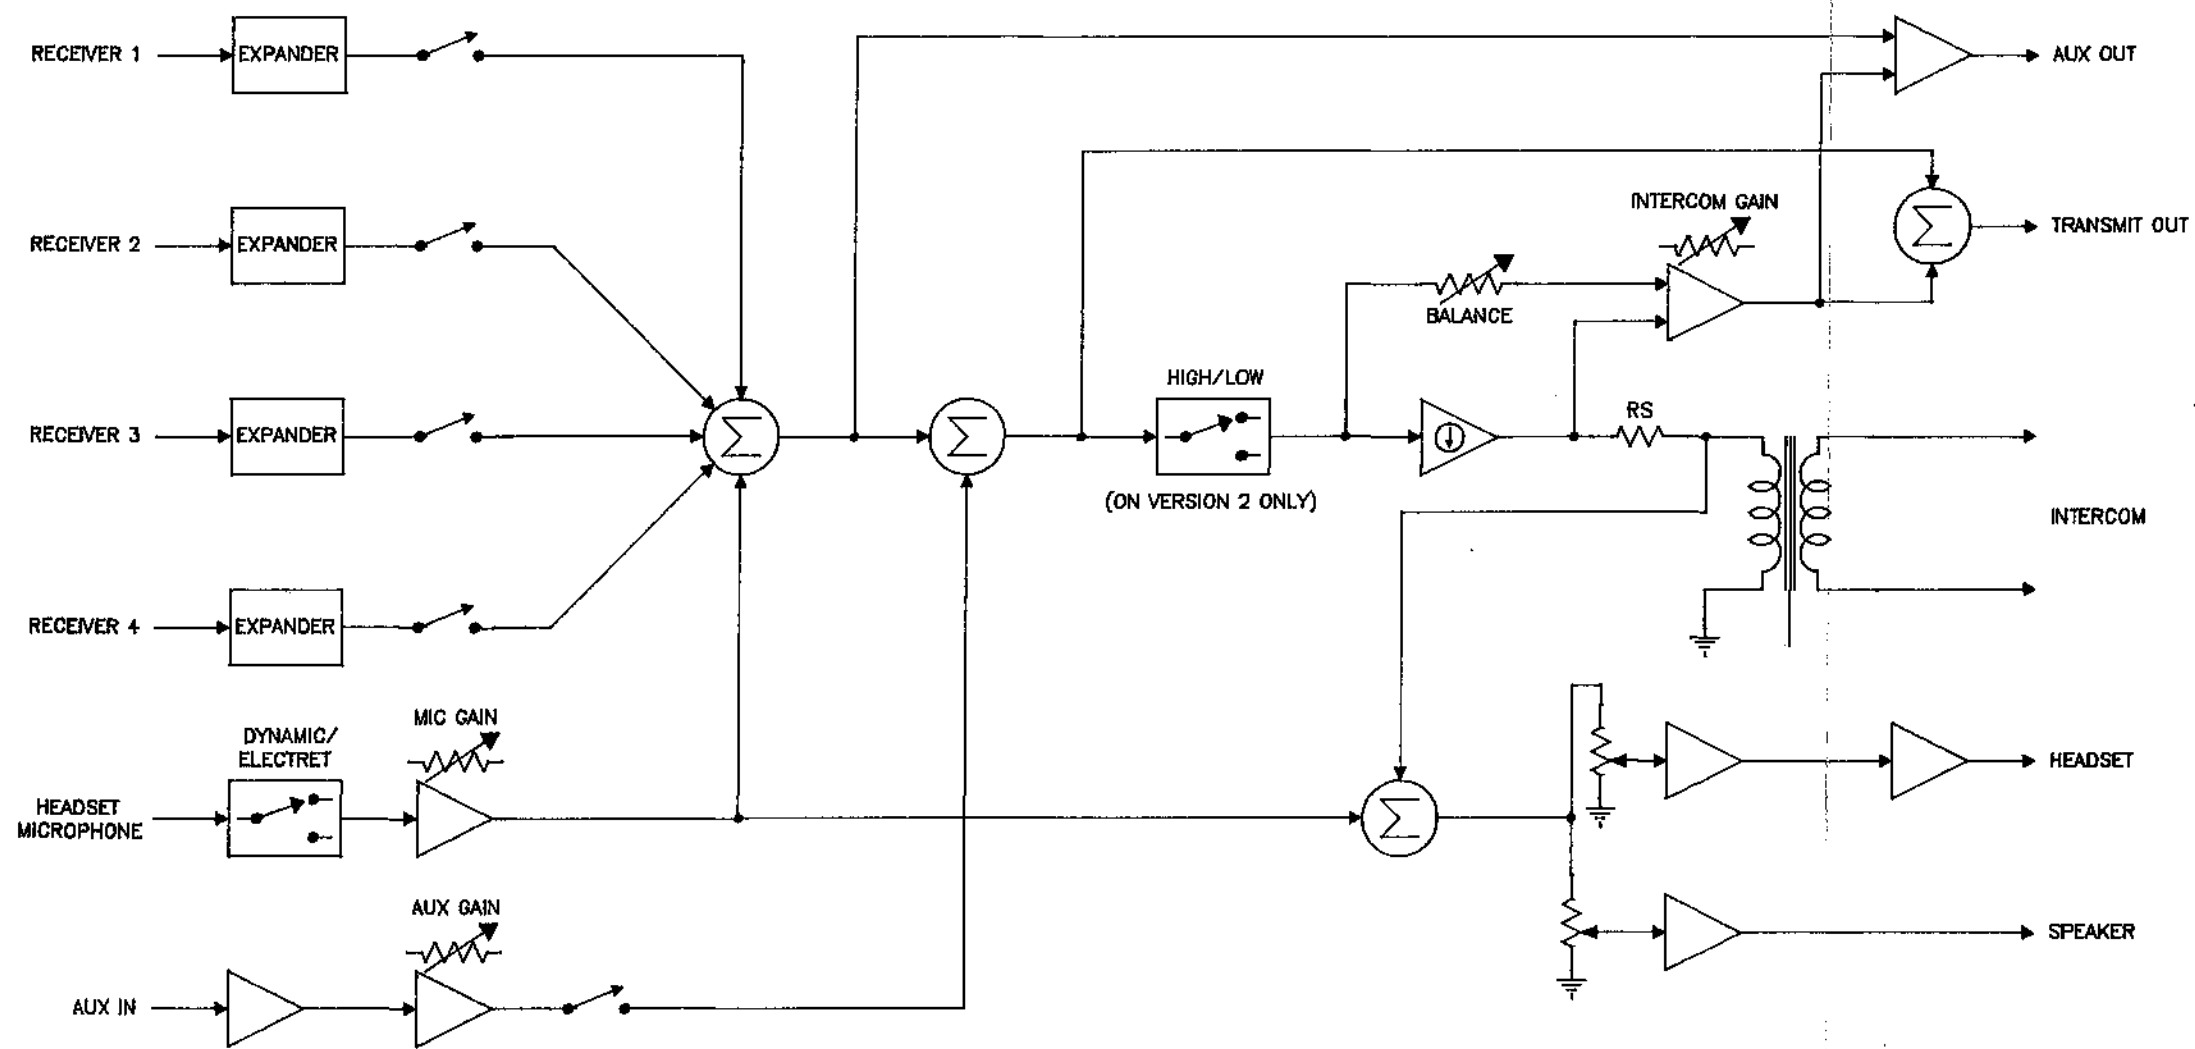 RECEIVER 1
EXPANDER
AUX OUT
RECEIVER 2
EXPANDER
INTERCOM GAIN
Σ
TRANSMIT OUT
BALANCE
RECEIVER 3
EXPANDER
Σ
Σ
HIGH/LOW
(ON VERSION 2 ONLY)
RS
INTERCOM
RECEIVER 4
EXPANDER
DYNAMIC/
ELECTRET
MIC GAIN
HEADSET
HEADSET
MICROPHONE
Σ
AUX GAIN
SPEAKER
AUX IN